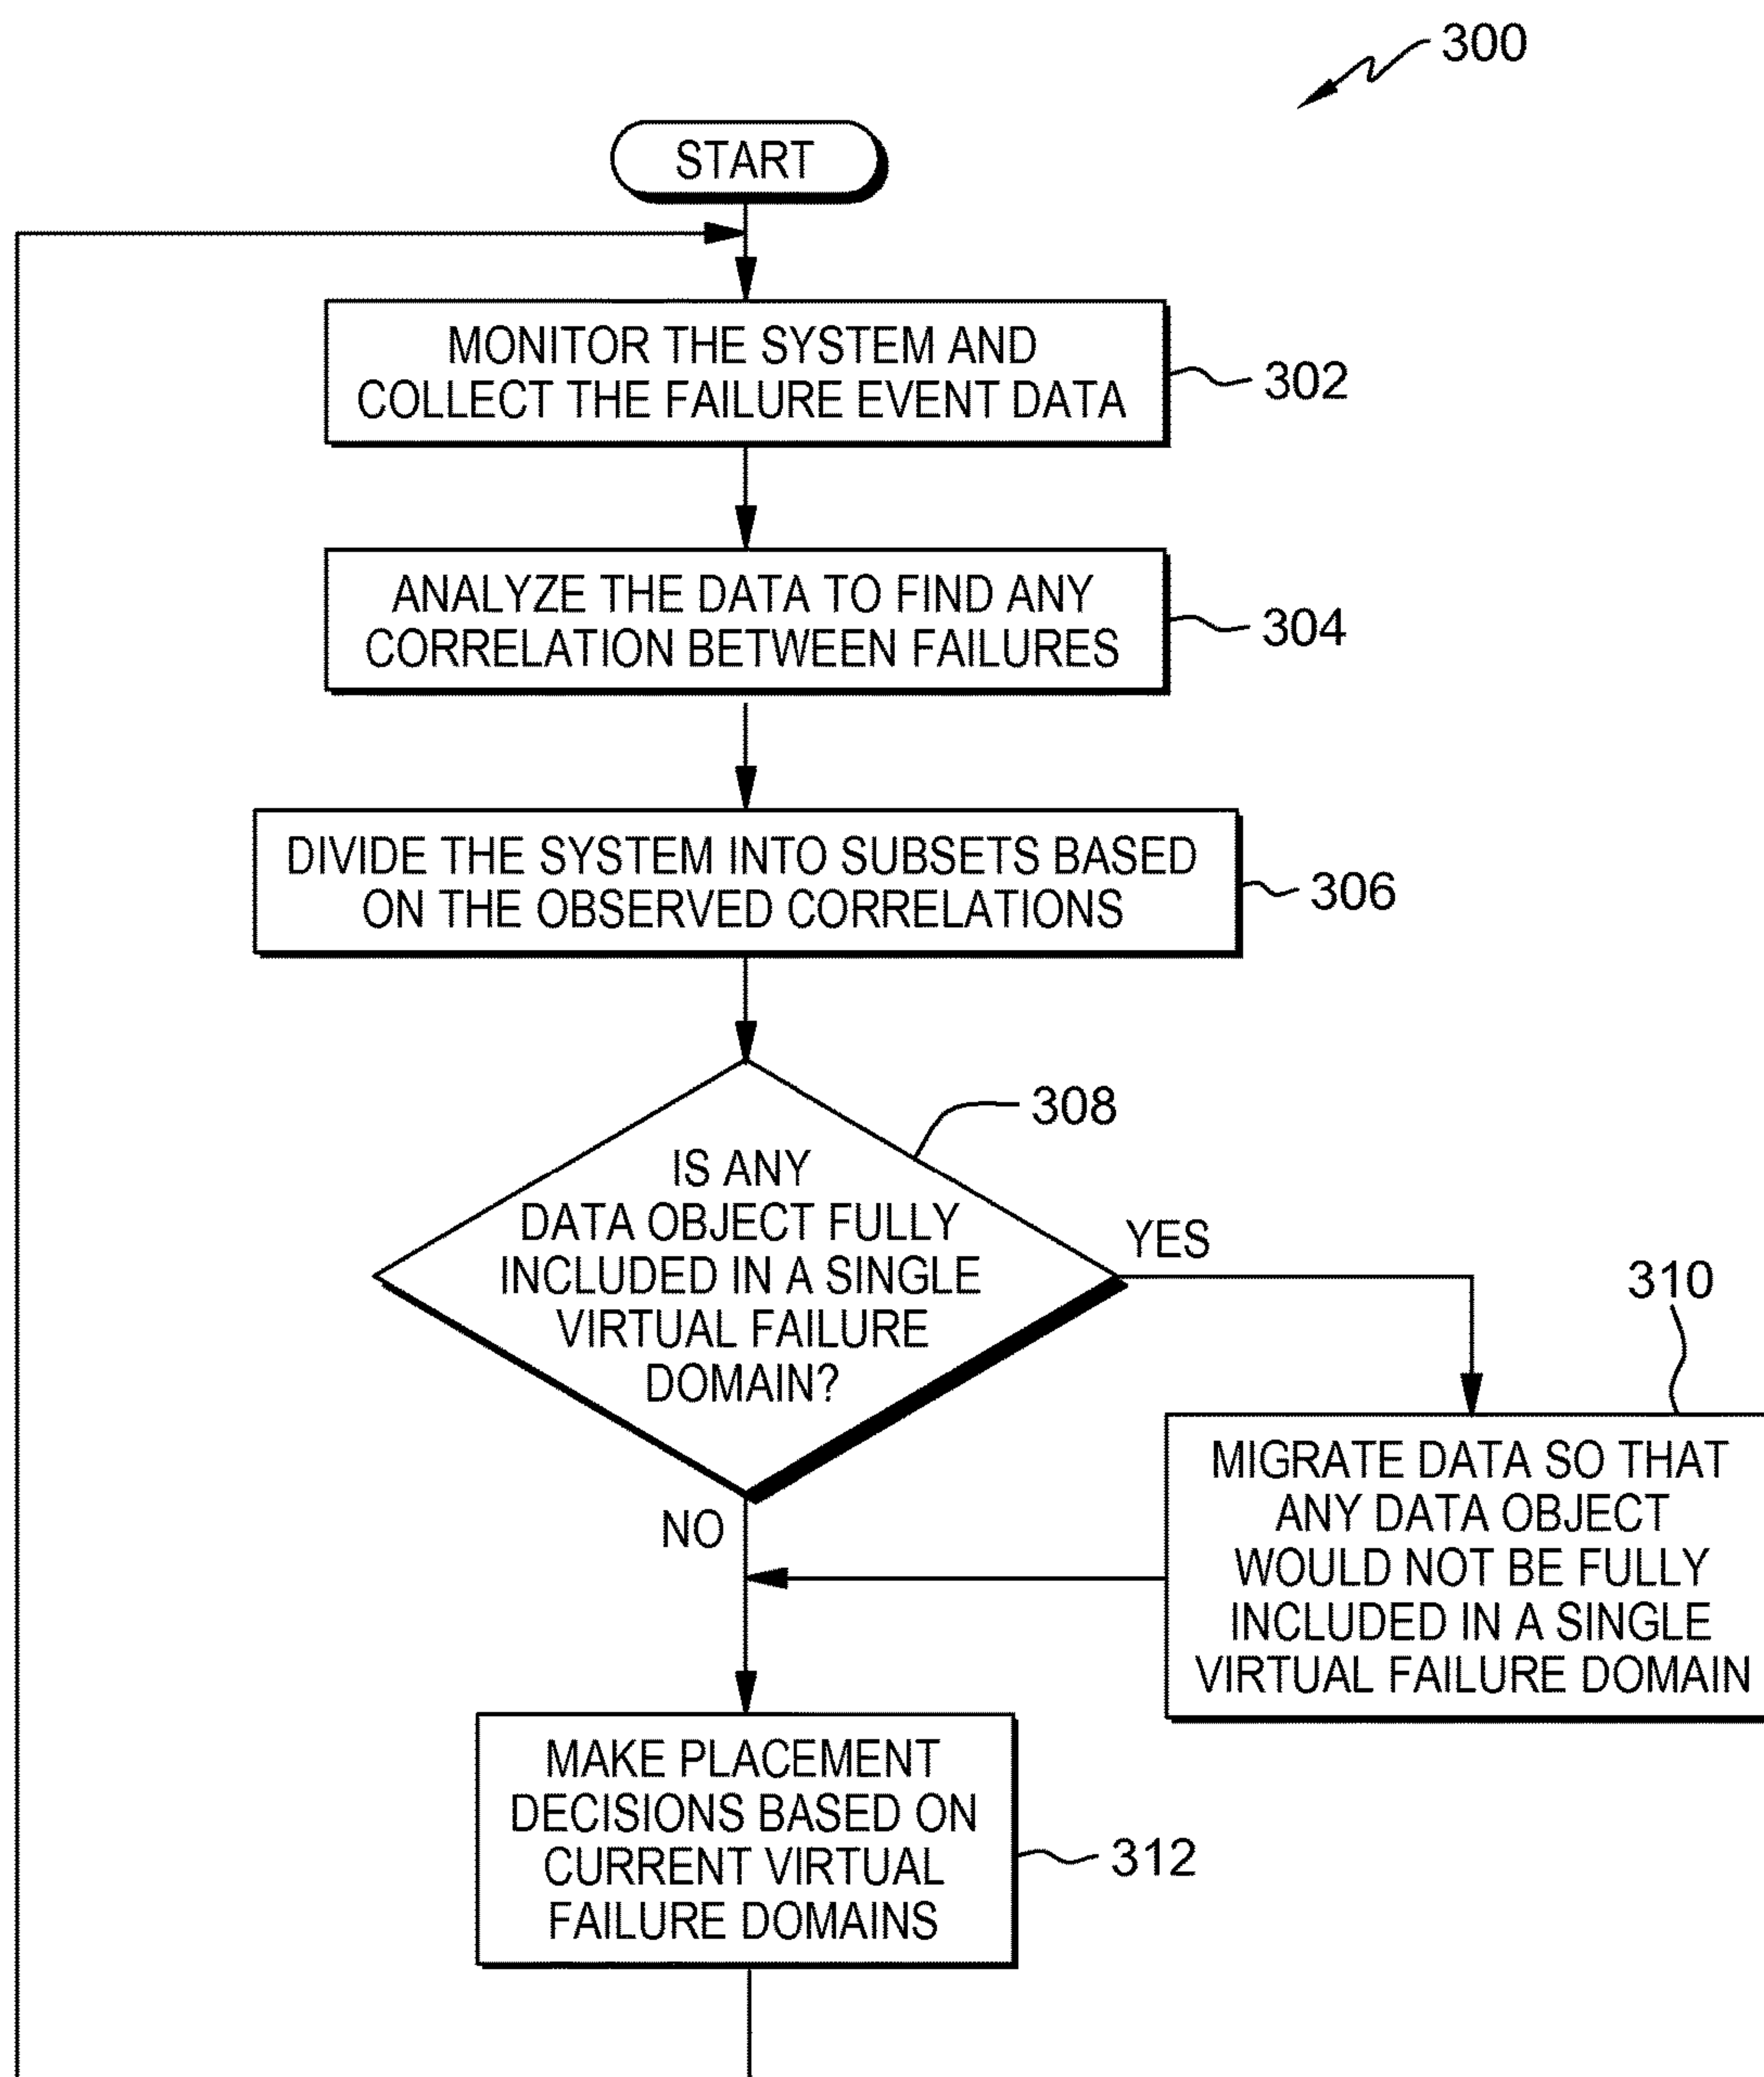 300
START
MONITOR THE SYSTEM AND
COLLECT THE FAILURE EVENT DATA
302
ANALYZE THE DATA TO FIND ANY
CORRELATION BETWEEN FAILURES
304
DIVIDE THE SYSTEM INTO SUBSETS BASED
ON THE OBSERVED CORRELATIONS
306
308
IS ANY
DATA OBJECT FULLY
INCLUDED IN A SINGLE
VIRTUAL FAILURE
DOMAIN?
YES
310
MIGRATE DATA SO THAT
ANY DATA OBJECT
WOULD NOT BE FULLY
INCLUDED IN A SINGLE
VIRTUAL FAILURE DOMAIN
NO
MAKE PLACEMENT
DECISIONS BASED ON
CURRENT VIRTUAL
FAILURE DOMAINS
312